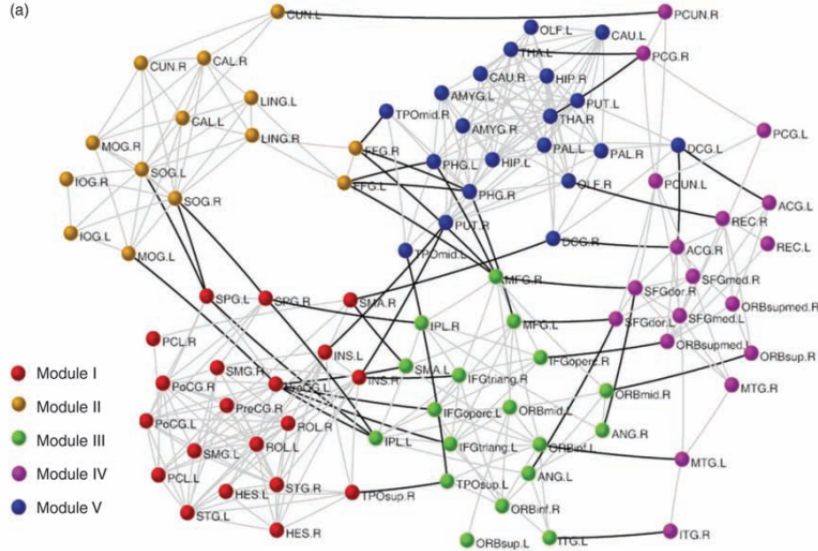 (a)
CUN.L
PCUN.R
OLF.L
CAU.L
THA.L
PCG.R
CUN.R
CAL.R
CAU.R
HIP.R
LING.L
AMYG.L
PUT.L
TPOmid.R
THA.R
CAL.L
AMYG.R
LING.R
PCG.L
MOG.R
FFG.R
PAL.L
PAL.R
DCG.L
PHG.L
HIP.L
SOG.L
IOG.R
FFG.L
PHG.R
OLF.R
PCUN.L
SOG.R
ACG.L
REC.R
PUT.R
IOG.L
DCG.R
REC.L
MOG.L
TPOmid.L
ACG.R
MFG.R
SFGmed.R
SFGdor.R
SPG.L
SPG.R
SMA.R
ORBsupmed.R
IPL.R
MFG.L
SFGdor.L
SFGmed.L
PCL.R
INS.L
ORBsupmed.L
ORBsup.R
IFGoperc.R
Module I
SMG.R
SMA.L
INS.R
IFGtriang.R
PoCG.R
PreCG.L
MTG.R
ORBmid.R
Module II
PreCG.R
IFGoperc.L
ORBmid.L
PoCG.L
ROL.R
ANG.R
Module III
IPL.L
ROL.L
IFGtriang.L
ORBinf.L
SMG.L
MTG.L
Module IV
PCL.L
ANG.L
TPOsup.L
STG.R
HES.L
TPOsup.R
Module V
ORBinf.R
STG.L
HES.R
ITG.R
ITG.L
ORBsup.L